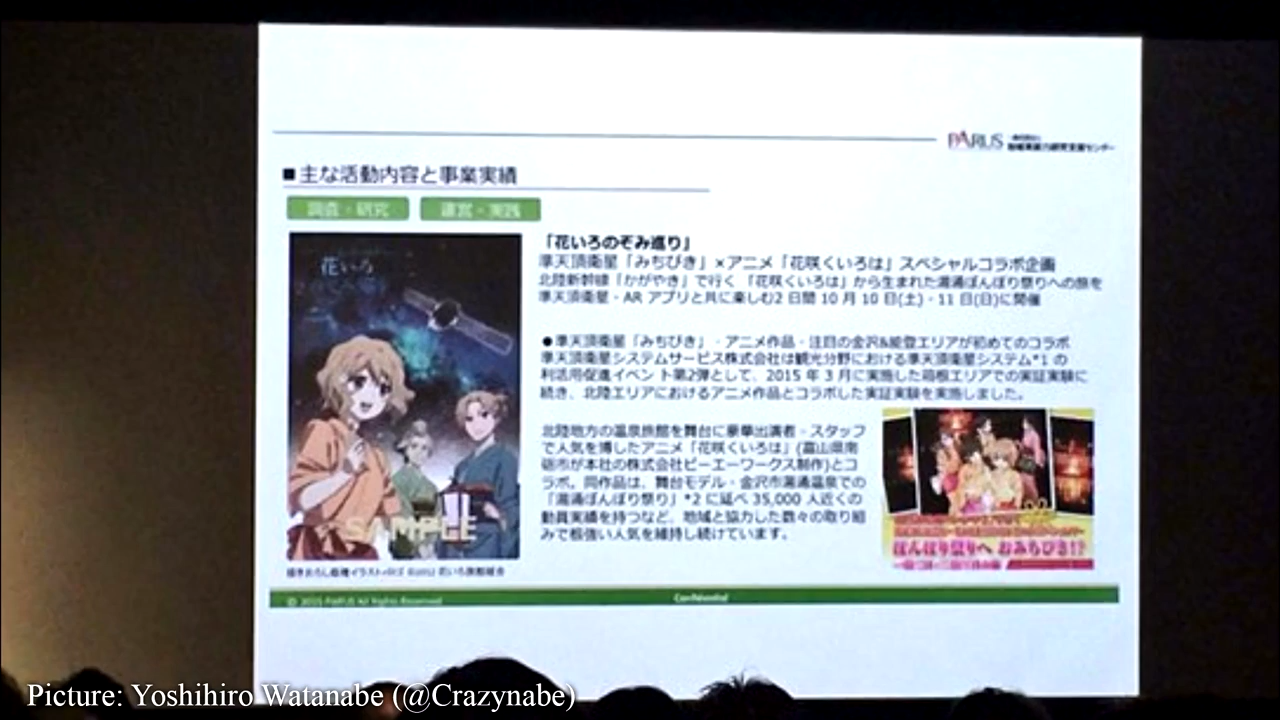 PARUS
■主な活動内容と事業実績
調査・研究
運営・実践
花いろ
SAMPLE
「花いろのぞみ巡り」
準天頂衛星「みちびき」×アニメ「花咲くいろは」スペシャルコラボ企画
北陸新幹線「かがやき」で行く 「花咲くいろは」から生まれた湯涌ぼんぼり祭りへの旅を
準天頂衛星・AR アプリと共に楽しむ2 日間 10 月 10 日(土)・11 日(日)に開催
●準天頂衛星「みちびき」・アニメ作品・注目の金沢&能登エリアが初めてのコラボ
準天頂衛星システムサービス株式会社は観光分野における準天頂衛星システム*1 の
利活用促進イベント第2弾として、2015 年 3 月に実施した箱根エリアでの実証実験に
続き、北陸エリアにおけるアニメ作品とコラボした実証実験を実施しました。
北陸地方の温泉旅館を舞台に豪華出演者・スタッフ
で人気を博したアニメ「花咲くいろは」(富山県南
砺市が本社の株式会社ピーエーワークス制作)とコ
ラボ。同作品は、舞台モデル・金沢市湯涌温泉での
「湯涌ぼんぼり祭り」*2 に延べ 35,000 人近くの
動員実績を持つなど、地域と協力した数々の取り組
みで根強い人気を維持し続けています。
ぼんぼり祭りへ おみちびき!?
© 2015 PARUS All Rights Reserved
Confidential
Picture: Yoshihiro Watanabe (@Crazynabe)